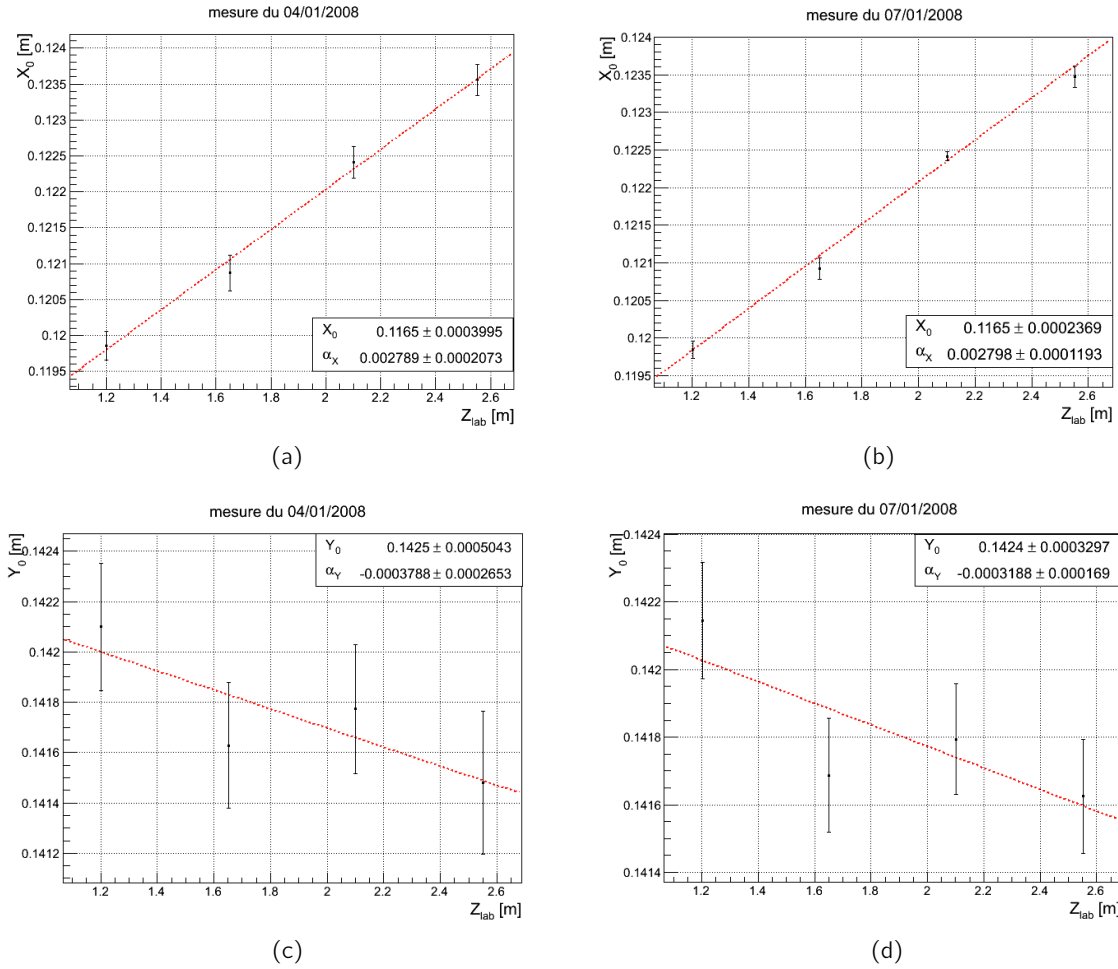 mesure du 04/01/2008
X₀ [m]
0.124
0.1235
0.123
0.1225
0.122
0.1215
0.121
0.1205
0.12
0.1195
X₀ 0.1165 ± 0.0003995
α_X 0.002789 ± 0.0002073
1.2 1.4 1.6 1.8 2 2.2 2.4 2.6
Z_lab [m]
(a)
mesure du 07/01/2008
X₀ [m]
0.124
0.1235
0.123
0.1225
0.122
0.1215
0.121
0.1205
0.12
0.1195
X₀ 0.1165 ± 0.0002369
α_X 0.002798 ± 0.0001193
1.2 1.4 1.6 1.8 2 2.2 2.4 2.6
Z_lab [m]
(b)
mesure du 04/01/2008
Y₀ [m]
Y₀ 0.1425 ± 0.0005043
α_Y -0.0003788 ± 0.0002653
0.1424
0.1422
0.142
0.1418
0.1416
0.1414
0.1412
1.2 1.4 1.6 1.8 2 2.2 2.4 2.6
Z_lab [m]
(c)
mesure du 07/01/2008
Y₀ [m]
Y₀ 0.1424 ± 0.0003297
α_Y -0.0003188 ± 0.000169
0.1424
0.1422
0.142
0.1418
0.1416
0.1414
1.2 1.4 1.6 1.8 2 2.2 2.4 2.6
Z_lab [m]
(d)